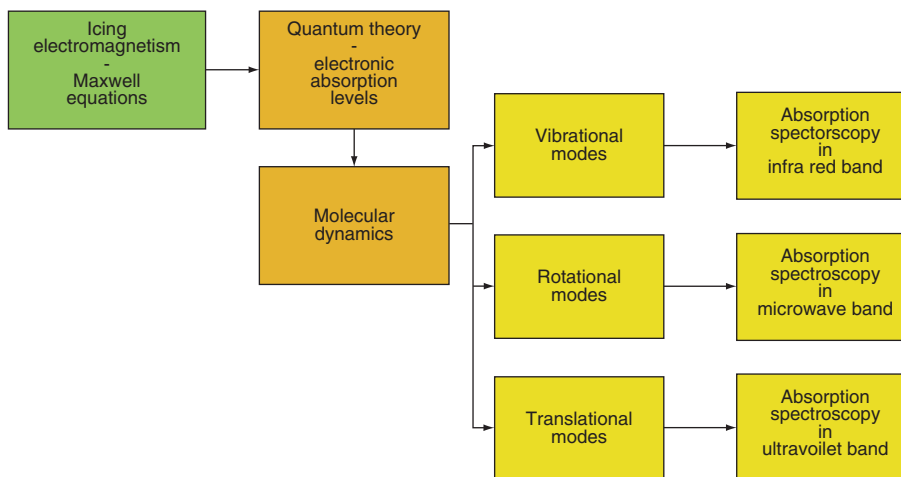 Icing
electromagnetism
-
Maxwell
equations
Quantum theory
-
electronic
absorption
levels
Molecular
dynamics
Vibrational
modes
Absorption
spectorscopy
in
infra red band
Rotational
modes
Absorption
spectroscopy
in
microwave band
Translational
modes
Absorption
spectroscopy
in
ultravoilet band